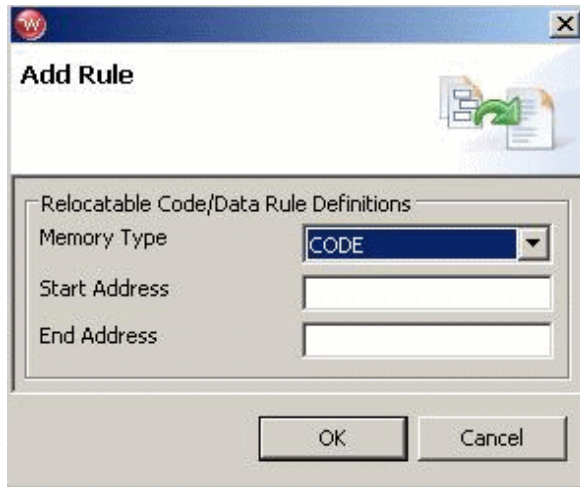 W
Add Rule
Relocatable Code/Data Rule Definitions
Memory Type
CODE
Start Address
End Address
OK
Cancel